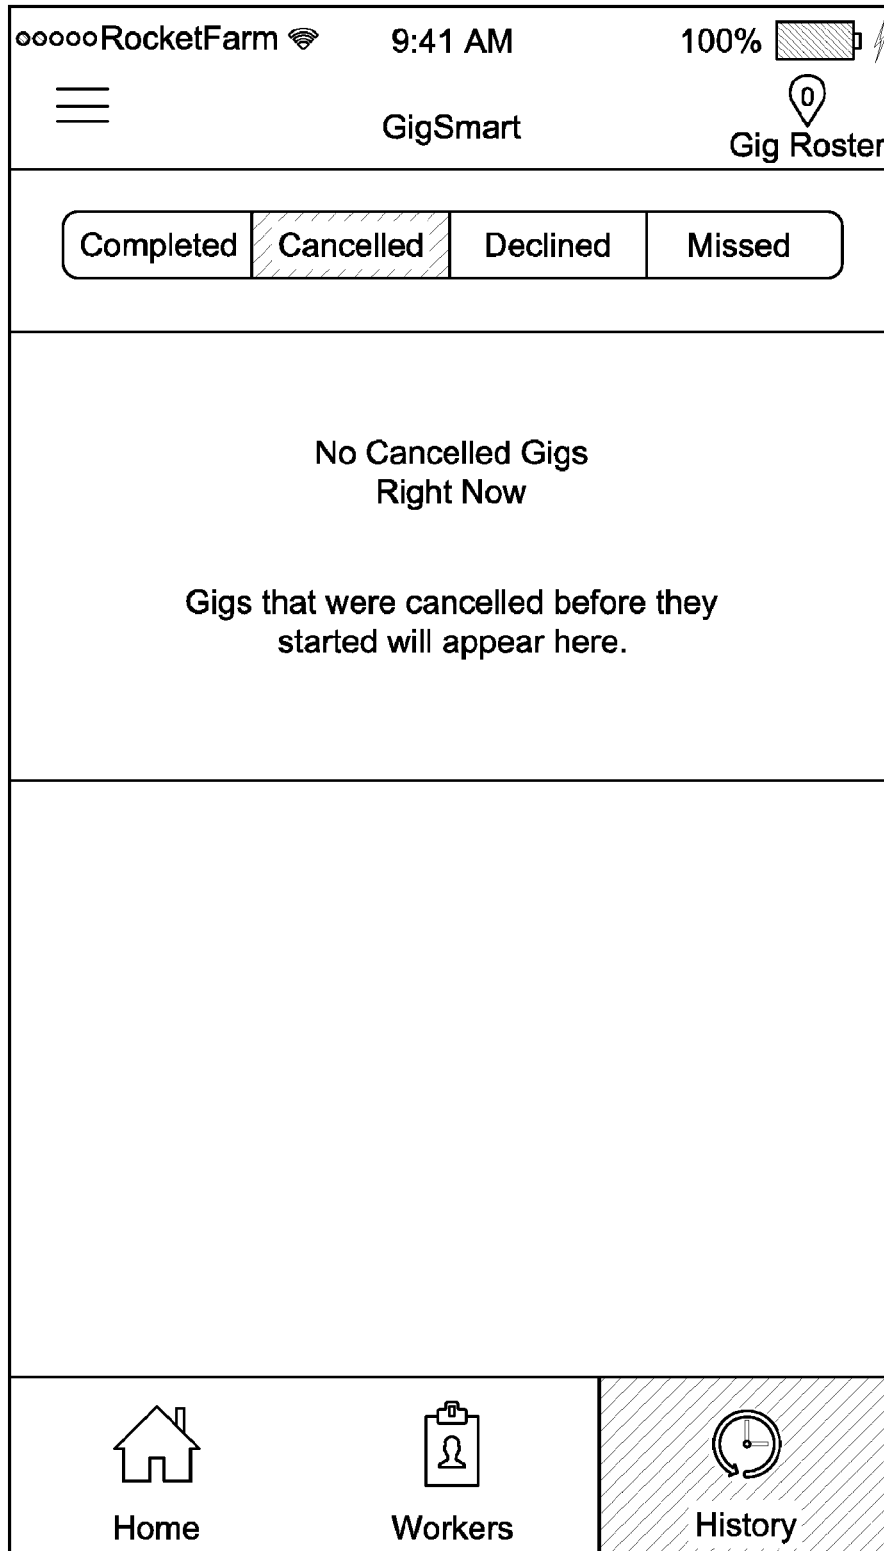 oooooRocketFarm 9:41 AM 100%
0
GigSmart
Gig Roster
Completed Cancelled Declined Missed
No Cancelled Gigs
Right Now
Gigs that were cancelled before they
started will appear here.
Home Workers History